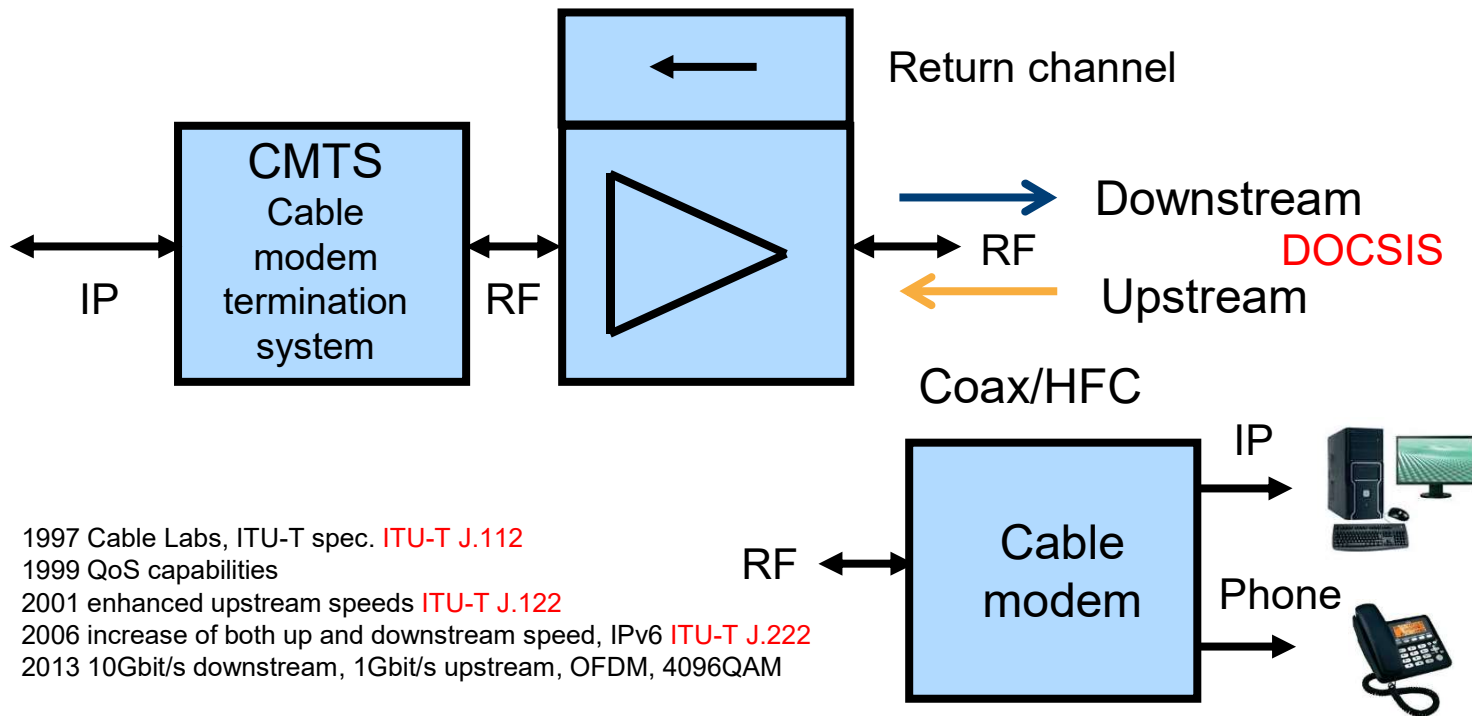 Return channel
CMTS
Cable
modem
termination
system
IP
RF
Downstream
RF
DOCSIS
Upstream
Coax/HFC
IP
Cable
modem
RF
Phone
1997 Cable Labs, ITU-T spec. ITU-T J.112
1999 QoS capabilities
2001 enhanced upstream speeds ITU-T J.122
2006 increase of both up and downstream speed, IPv6 ITU-T J.222
2013 10Gbit/s downstream, 1Gbit/s upstream, OFDM, 4096QAM